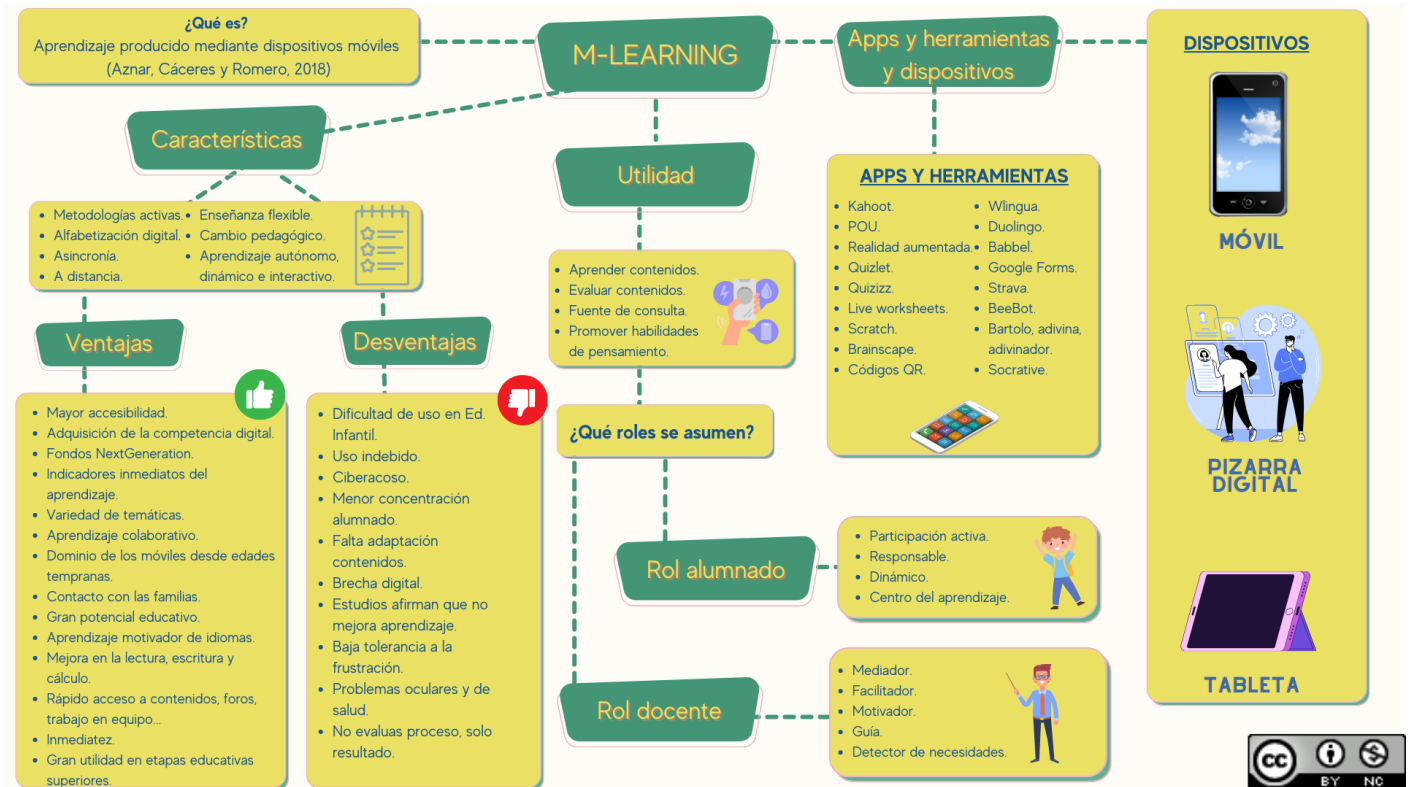 ¿Qué es?
Aprendizaje producido mediante dispositivos móviles
(Aznar, Cáceres y Romero, 2018)
M-LEARNING
Apps y herramientas
y dispositivos
DISPOSITIVOS
MÓVIL
PIZARRA
DIGITAL
TABLETA
Características
• Metodologías activas.
• Alfabetización digital.
• Asincronía.
• A distancia.
• Enseñanza flexible.
• Cambio pedagógico.
• Aprendizaje autónomo,
dinámico e interactivo.
Ventajas
• Mayor accesibilidad.
• Adquisición de la competencia digital.
• Fondos NextGeneration.
• Indicadores inmediatos del
aprendizaje.
• Variedad de temáticas.
• Aprendizaje colaborativo.
• Dominio de los móviles desde edades
tempranas.
• Contacto con las familias.
• Gran potencial educativo.
• Aprendizaje motivador de idiomas.
• Mejora en la lectura, escritura y
cálculo.
• Rápido acceso a contenidos, foros,
trabajo en equipo...
• Inmediatez.
• Gran utilidad en etapas educativas
superiores.
Desventajas
• Dificultad de uso en Ed.
Infantil.
• Uso indebido.
• Ciberacoso.
• Menor concentración
alumnado.
• Falta adaptación
contenidos.
• Brecha digital.
• Estudios afirman que no
mejora aprendizaje.
• Baja tolerancia a la
frustración.
• Problemas oculares y de
salud.
• No evaluas proceso, solo
resultado.
Utilidad
• Aprender contenidos.
• Evaluar contenidos.
• Fuente de consulta.
• Promover habilidades
de pensamiento.
¿Qué roles se asumen?
Rol alumnado
• Participación activa.
• Responsable.
• Dinámico.
• Centro del aprendizaje.
Rol docente
• Mediador.
• Facilitador.
• Motivador.
• Guía.
• Detector de necesidades.
APPS Y HERRAMIENTAS
• Kahoot.
• POU.
• Realidad aumentada.
• Quizlet.
• Quizizz.
• Live worksheets.
• Scratch.
• Brainscape.
• Códigos QR.
• Wlingua.
• Duolingo.
• Babbel.
• Google Forms.
• Strava.
• BeeBot.
• Bartolo, adivina,
adivinador.
• Socrative.
cc
BY NC